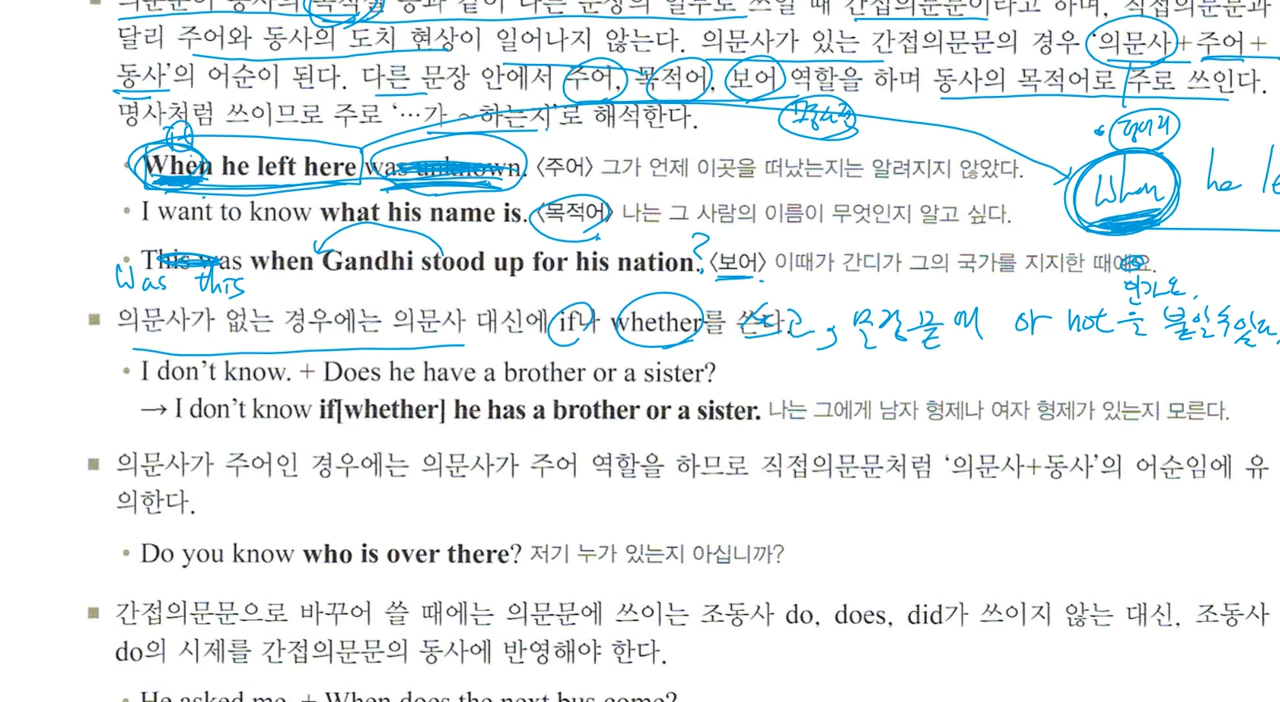 의문문이 동사의 목적어 등과 같이 다른 문장의 일부로 쓰일 때 간접의문문이라고 하며, 직접의문문과
달리 주어와 동사의 도치 현상이 일어나지 않는다. 의문사가 있는 간접의문문의 경우 ‘의문사+주어+
동사’의 어순이 된다. 다른 문장 안에서 주어, 목적어, 보어 역할을 하며 동사의 목적어로 주로 쓰인다.
명사처럼 쓰이므로 주로 ‘…가 ~하는지’로 해석한다.
• When he left here was unknown. 〈주어〉 그가 언제 이곳을 떠났는지는 알려지지 않았다.
When he le
• I want to know what his name is. 〈목적어〉 나는 그 사람의 이름이 무엇인지 알고 싶다.
• This was when Gandhi stood up for his nation.? 〈보어〉 이때가 간디가 그의 국가를 지지한 때예요.
Was this 인가요.
■ 의문사가 없는 경우에는 의문사 대신에 if나 whether를 쓴다. 쓰고, 문장끝에 or not을 붙일수있다
• I don’t know. + Does he have a brother or a sister?
→ I don’t know if[whether] he has a brother or a sister. 나는 그에게 남자 형제나 여자 형제가 있는지 모른다.
■ 의문사가 주어인 경우에는 의문사가 주어 역할을 하므로 직접의문문처럼 ‘의문사+동사’의 어순임에 유
의한다.
• Do you know who is over there? 저기 누가 있는지 아십니까?
■ 간접의문문으로 바꾸어 쓸 때에는 의문문에 쓰이는 조동사 do, does, did가 쓰이지 않는 대신, 조동사
do의 시제를 간접의문문의 동사에 반영해야 한다.
• He asked me. + When does the next bus come?